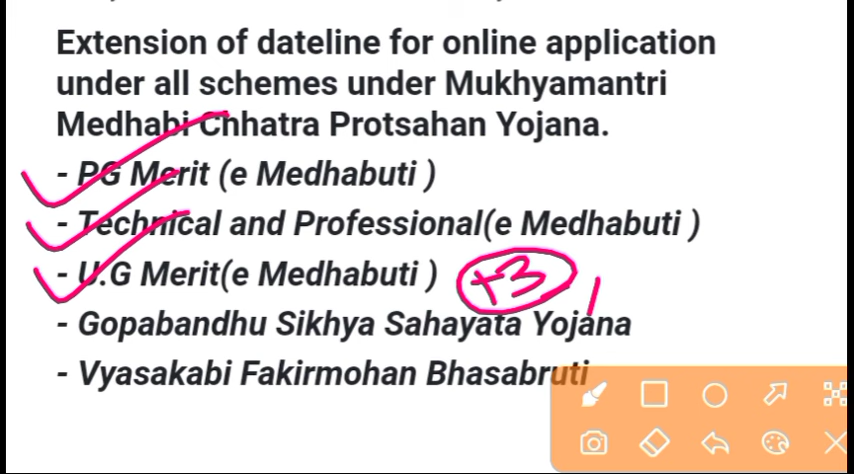 Extension of dateline for online application
under all schemes under Mukhyamantri
Medhabi Chhatra Protsahan Yojana.
- PG Merit (e Medhabuti )
- Technical and Professional(e Medhabuti )
- U.G Merit(e Medhabuti ) +3
- Gopabandhu Sikhya Sahayata Yojana
- Vyasakabi Fakirmohan Bhasabruti